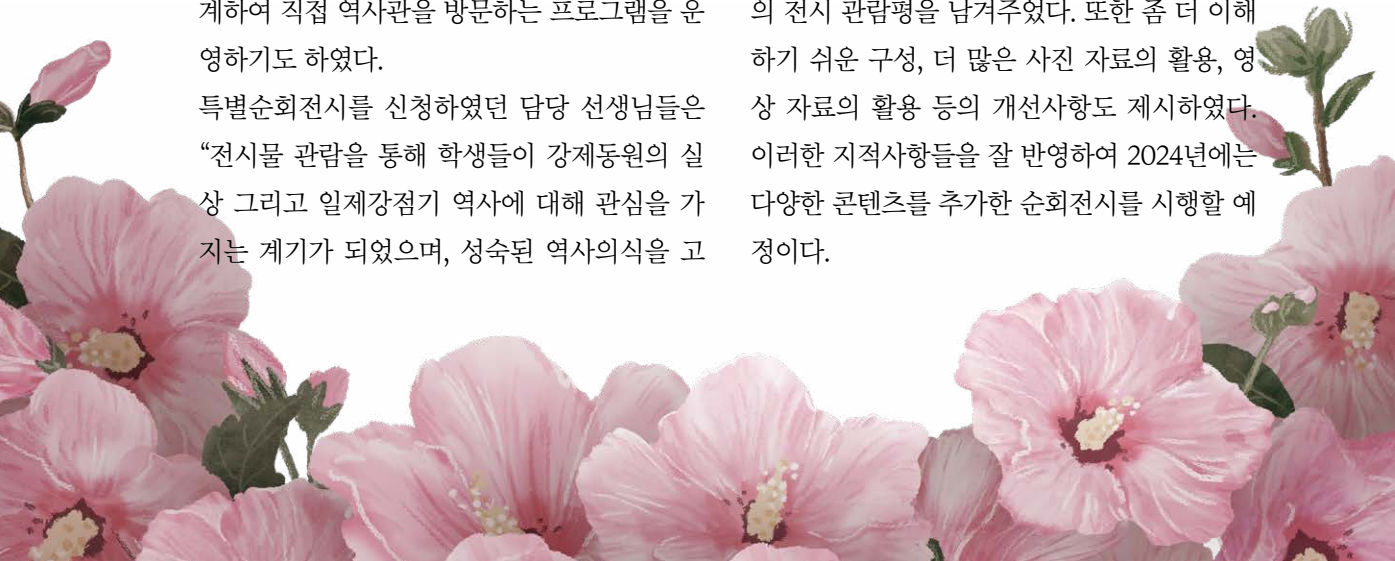 계하여 직접 역사관을 방문하는 프로그램을 운
영하기도 하였다.
특별순회전시를 신청하였던 담당 선생님들은
“전시물 관람을 통해 학생들이 강제동원의 실
상 그리고 일제강점기 역사에 대해 관심을 가
지는 계기가 되었으며, 성숙된 역사의식을 고
의 전시 관람평을 남겨주었다. 또한 좀 더 이해
하기 쉬운 구성, 더 많은 사진 자료의 활용, 영
상 자료의 활용 등의 개선사항도 제시하였다.
이러한 지적사항들을 잘 반영하여 2024년에는
다양한 콘텐츠를 추가한 순회전시를 시행할 예
정이다.